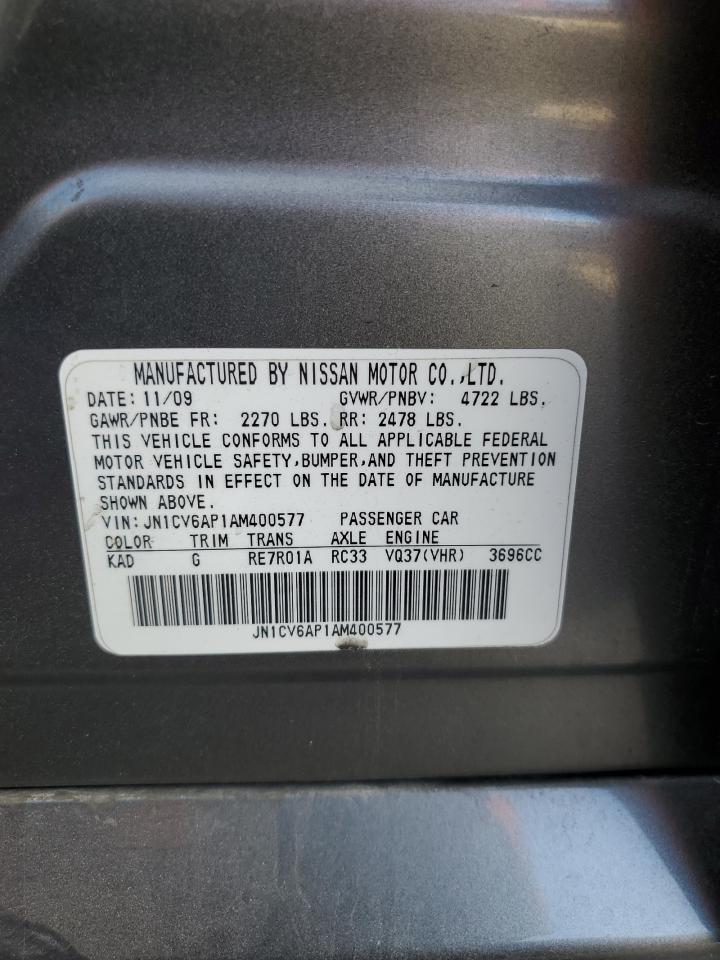 MANUFACTURED BY NISSAN MOTOR CO.,LTD.
DATE: 11/09 GVWR/PNBV: 4722 LBS.
GAWR/PNBE FR: 2270 LBS. RR: 2478 LBS.
THIS VEHICLE CONFORMS TO ALL APPLICABLE FEDERAL
MOTOR VEHICLE SAFETY,BUMPER,AND THEFT PREVENTION
STANDARDS IN EFFECT ON THE DATE OF MANUFACTURE
SHOWN ABOVE.
VIN:JN1CV6AP1AM400577 PASSENGER CAR
COLOR TRIM TRANS AXLE ENGINE
KAD G RE7R01A RC33 VQ37(VHR) 3696CC
JN1CV6AP1AM400577